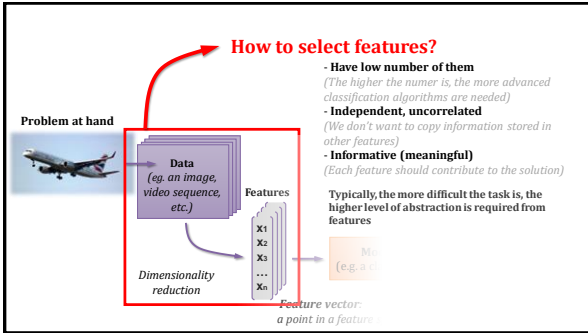 How to select features?
- Have low number of them
(The higher the numer is, the more advanced
classification algorithms are needed)
- Independent, uncorrelated
(We don't want to copy information stored in
other features)
- Informative (meaningful)
(Each feature should contribute to the solution)
Typically, the more difficult the task is, the
higher level of abstraction is required from
features
Problem at hand
Data
(eg. an image,
video sequence,
etc.)
Features
x1
x2
x3
...
xn
Dimensionality
reduction
(e.g. a
Feature vector:
a point in a feature